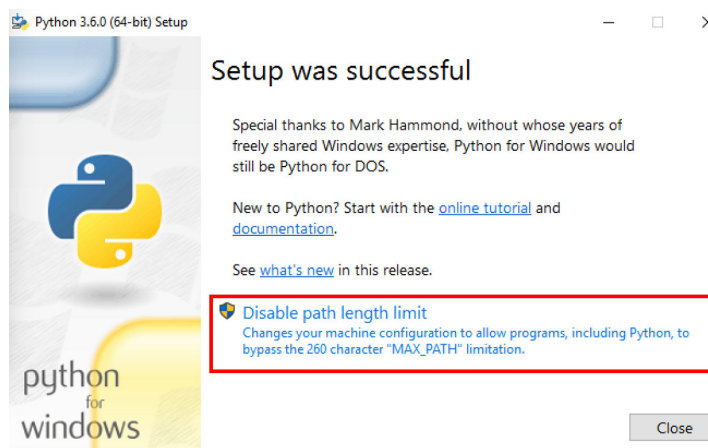 Python 3.6.0 (64-bit) Setup
Setup was successful
Special thanks to Mark Hammond, without whose years of
freely shared Windows expertise, Python for Windows would
still be Python for DOS.
New to Python? Start with the online tutorial and
documentation.
See what's new in this release.
Disable path length limit
Changes your machine configuration to allow programs, including Python, to
bypass the 260 character "MAX_PATH" limitation.
python
for
windows
Close